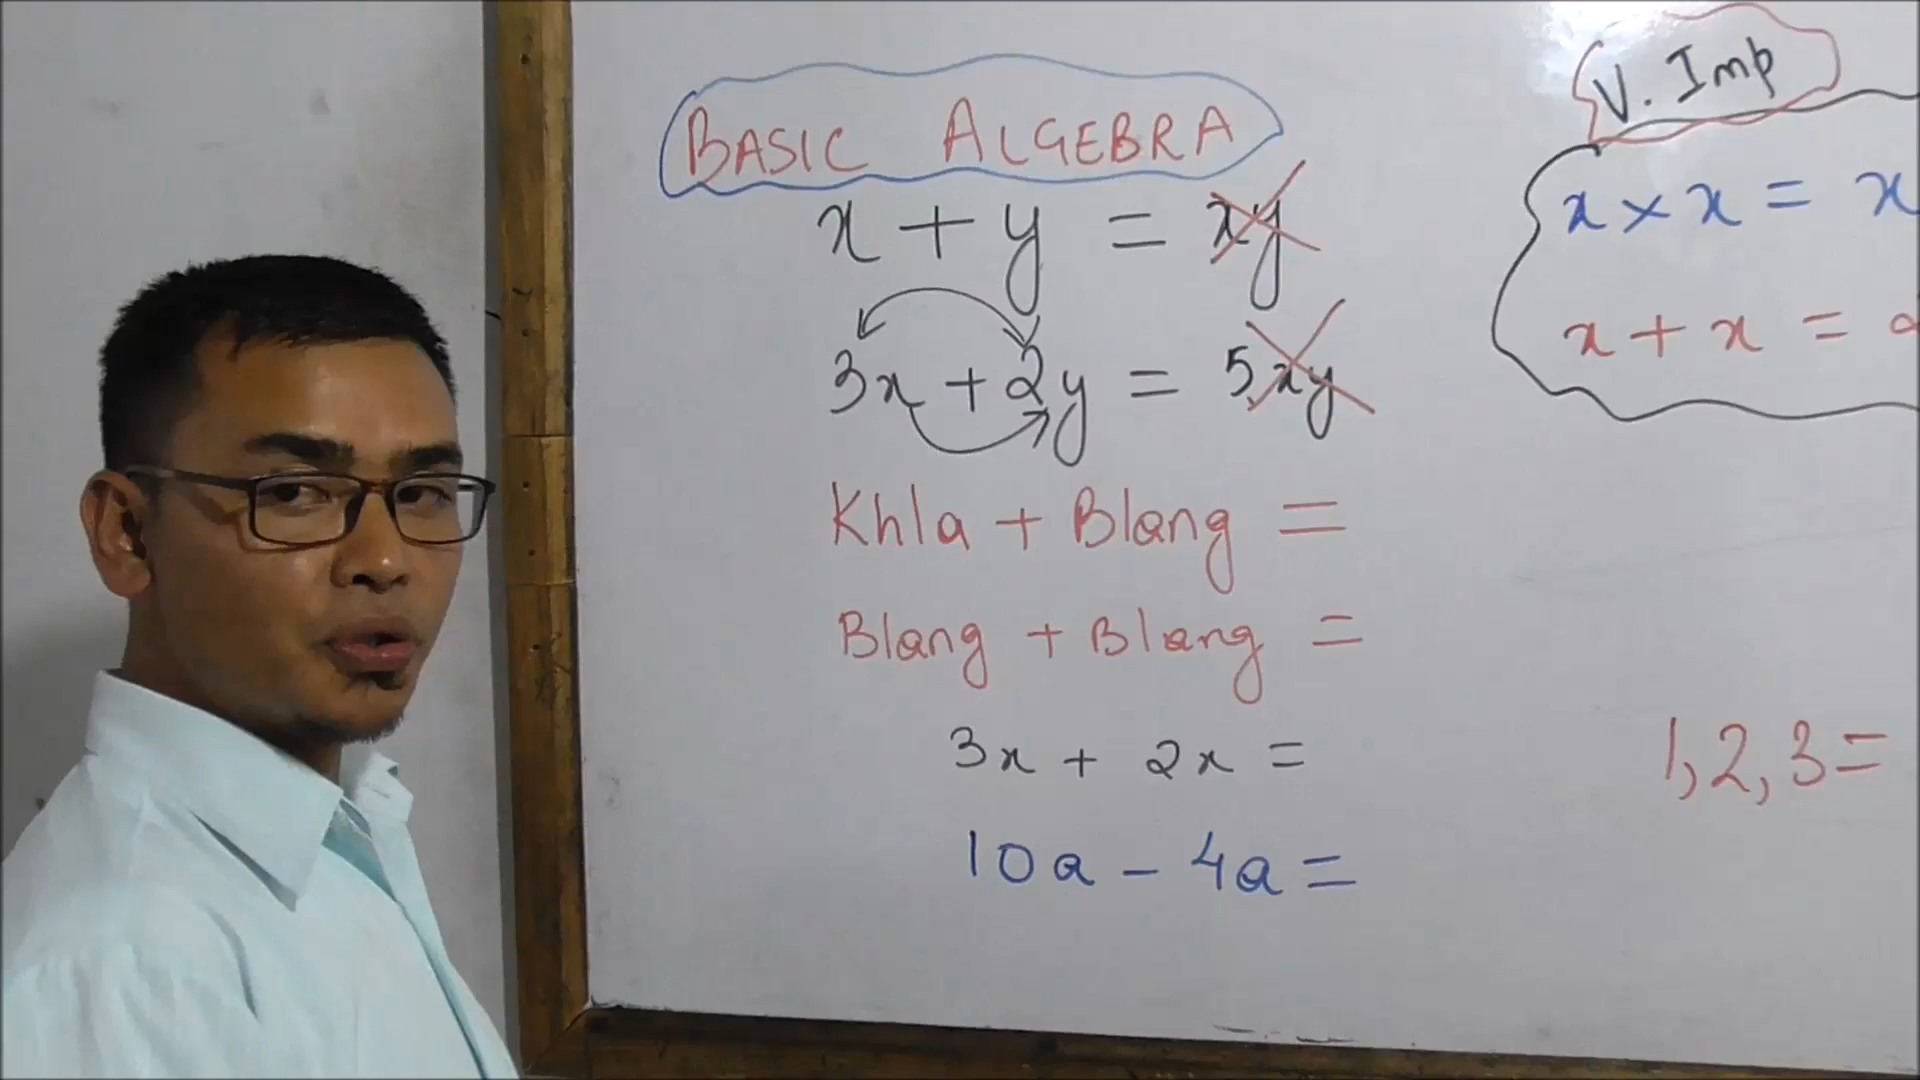 BASIC ALGEBRA
x + y = xy
3x + 2y = 5xy
Khla + Blang =
Blang + Blang =
3x + 2x =
10a - 4a =
V. Imp
x × x = x
x + x =
1, 2, 3 =